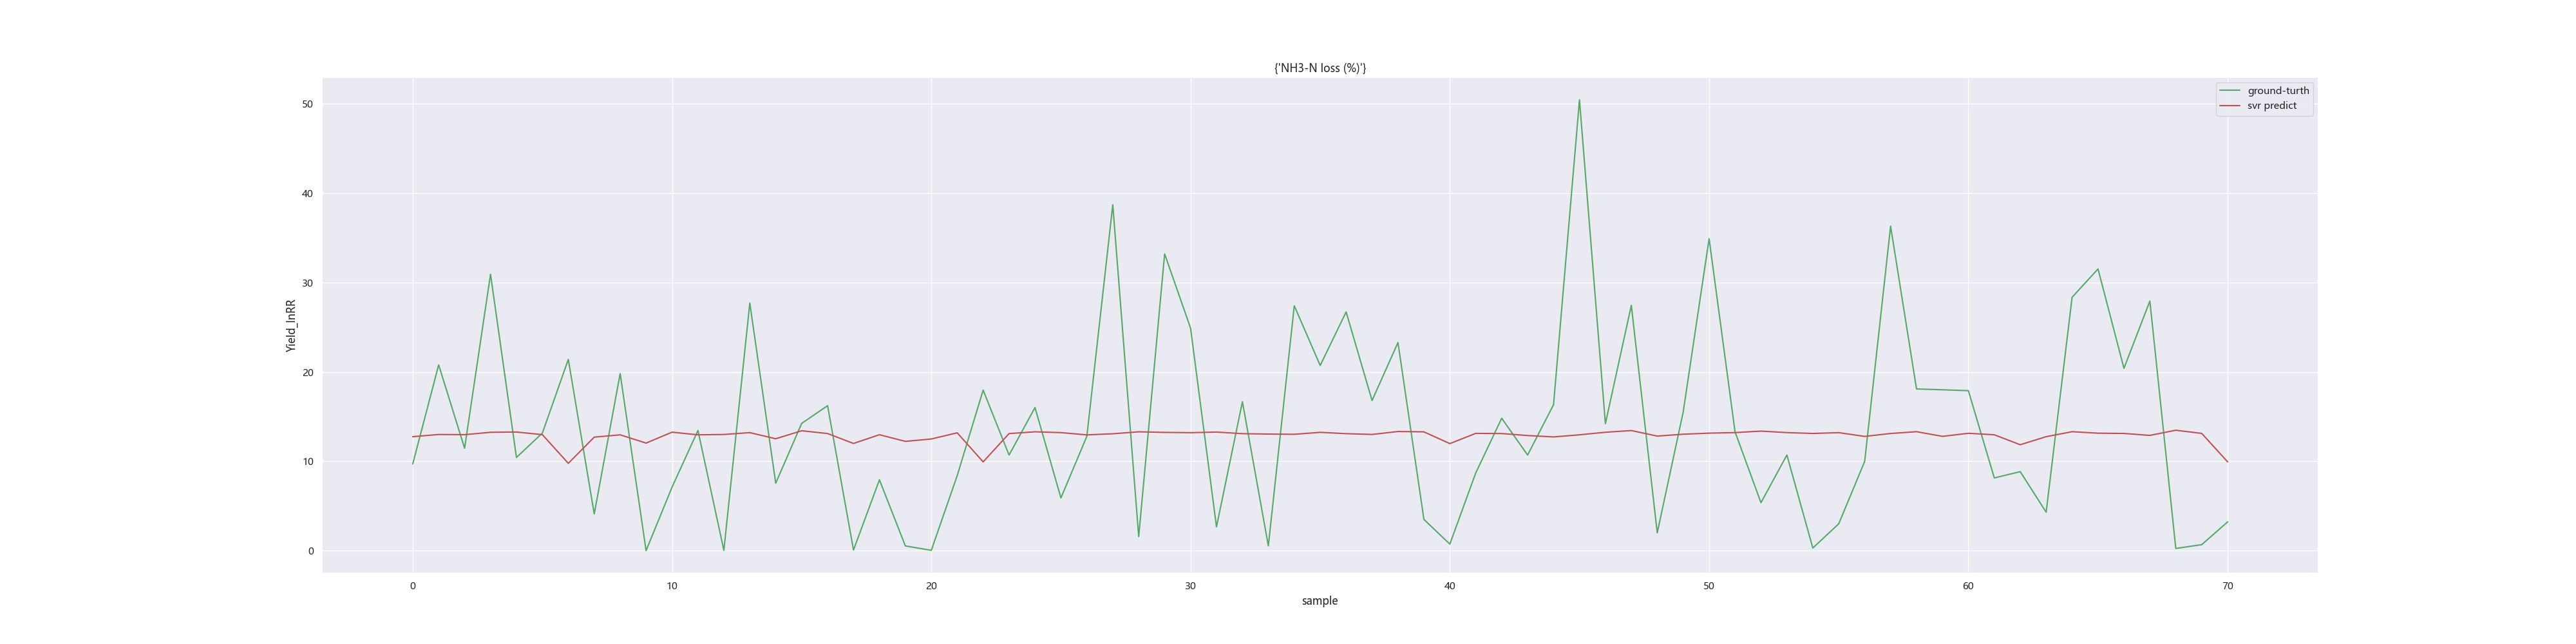 {'NH3-N loss (%)'}
ground-turth
svr predict
Yield_lnRR
50
40
30
20
10
0
0 10 20 30 40 50 60 70
sample